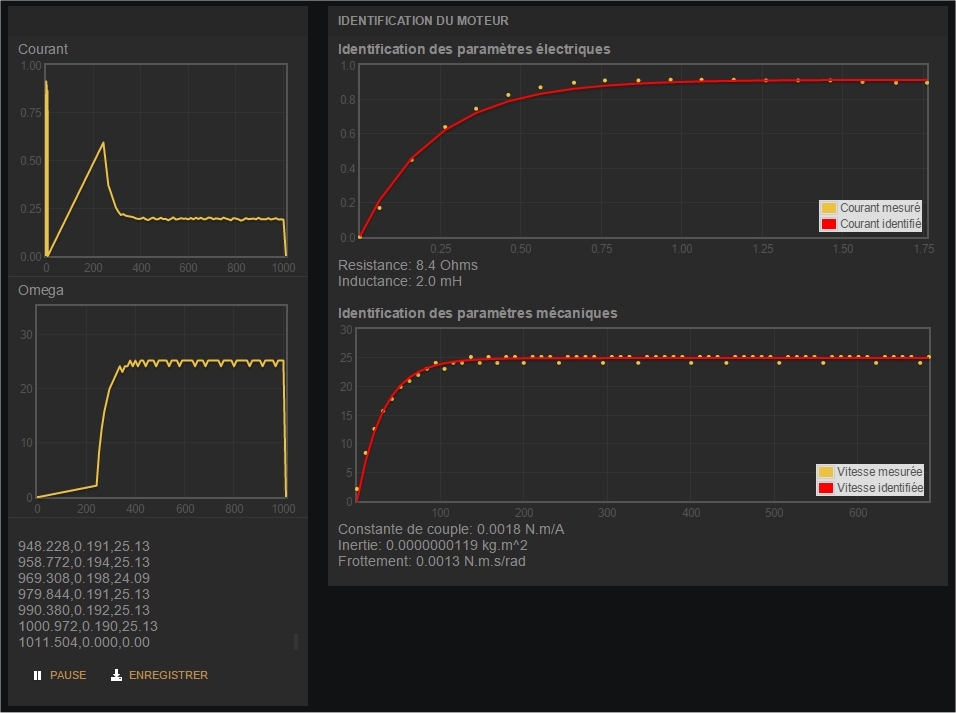 Courant
1.00
0.75
0.50
0.25
0.00
0 200 400 600 800 1000
Omega
30
20
10
0
0 200 400 600 800 1000
948.228,0.191,25.13
958.772,0.194,25.13
969.308,0.198,24.09
979.844,0.191,25.13
990.380,0.192,25.13
1000.972,0.190,25.13
1011.504,0.000,0.00
PAUSE ENREGISTRER
IDENTIFICATION DU MOTEUR
Identification des paramètres électriques
1.0
0.8
0.6
0.4
0.2
0.0
Courant mesuré
Courant identifié
0.25 0.50 0.75 1.00 1.25 1.50 1.75
Resistance: 8.4 Ohms
Inductance: 2.0 mH
Identification des paramètres mécaniques
30
25
20
15
10
5
0
Vitesse mesurée
Vitesse identifiée
100 200 300 400 500 600
Constante de couple: 0.0018 N.m/A
Inertie: 0.0000000119 kg.m^2
Frottement: 0.0013 N.m.s/rad